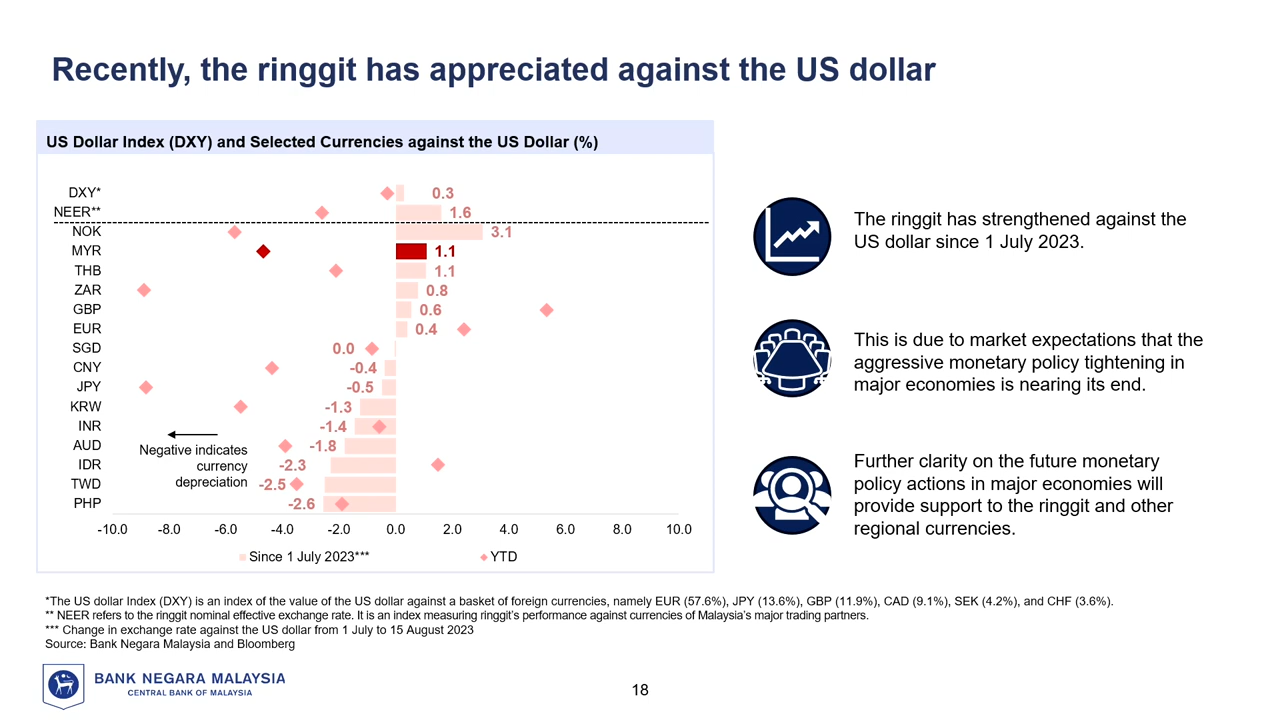 Recently, the ringgit has appreciated against the US dollar
US Dollar Index (DXY) and Selected Currencies against the US Dollar (%)
DXY* 0.3
NEER** 1.6
NOK 3.1
MYR 1.1
THB 1.1
ZAR 0.8
GBP 0.6
EUR 0.4
SGD 0.0
CNY -0.4
JPY -0.5
KRW -1.3
INR -1.4
AUD -1.8
IDR -2.3
TWD -2.5
PHP -2.6
Negative indicates
currency
depreciation
-10.0 -8.0 -6.0 -4.0 -2.0 0.0 2.0 4.0 6.0 8.0 10.0
Since 1 July 2023*** YTD
The ringgit has strengthened against the
US dollar since 1 July 2023.
This is due to market expectations that the
aggressive monetary policy tightening in
major economies is nearing its end.
Further clarity on the future monetary
policy actions in major economies will
provide support to the ringgit and other
regional currencies.
*The US dollar Index (DXY) is an index of the value of the US dollar against a basket of foreign currencies, namely EUR (57.6%), JPY (13.6%), GBP (11.9%), CAD (9.1%), SEK (4.2%), and CHF (3.6%).
** NEER refers to the ringgit nominal effective exchange rate. It is an index measuring ringgit's performance against currencies of Malaysia's major trading partners.
*** Change in exchange rate against the US dollar from 1 July to 15 August 2023
Source: Bank Negara Malaysia and Bloomberg
BANK NEGARA MALAYSIA
CENTRAL BANK OF MALAYSIA
18